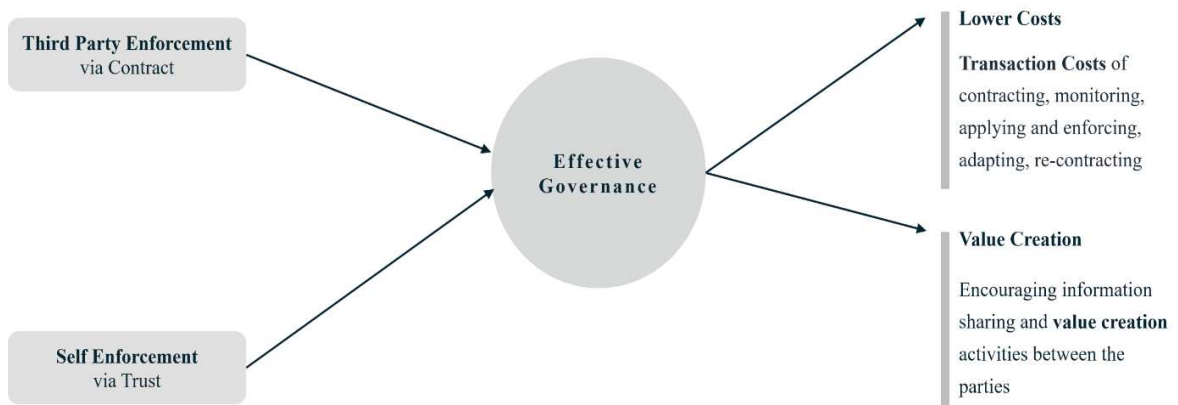 Third Party Enforcement
via Contract
Self Enforcement
via Trust
Effective
Governance
Lower Costs
Transaction Costs of
contracting, monitoring,
applying and enforcing,
adapting, re-contracting
Value Creation
Encouraging information
sharing and value creation
activities between the
parties